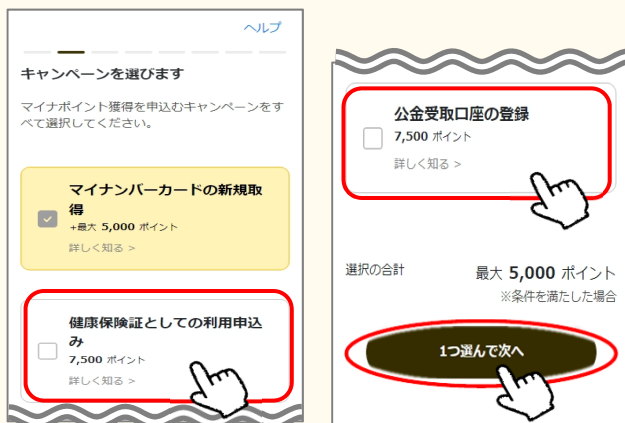 ヘルプ
キャンペーンを選びます
マイナポイント獲得を申込むキャンペーンをす
べて選択してください。
マイナンバーカードの新規取
得
+最大 5,000 ポイント
詳しく知る >
健康保険証としての利用申込
み
7,500 ポイント
詳しく知る >
公金受取口座の登録
7,500 ポイント
詳しく知る >
選択の合計
最大 5,000 ポイント
※条件を満たした場合
1つ選んで次へ